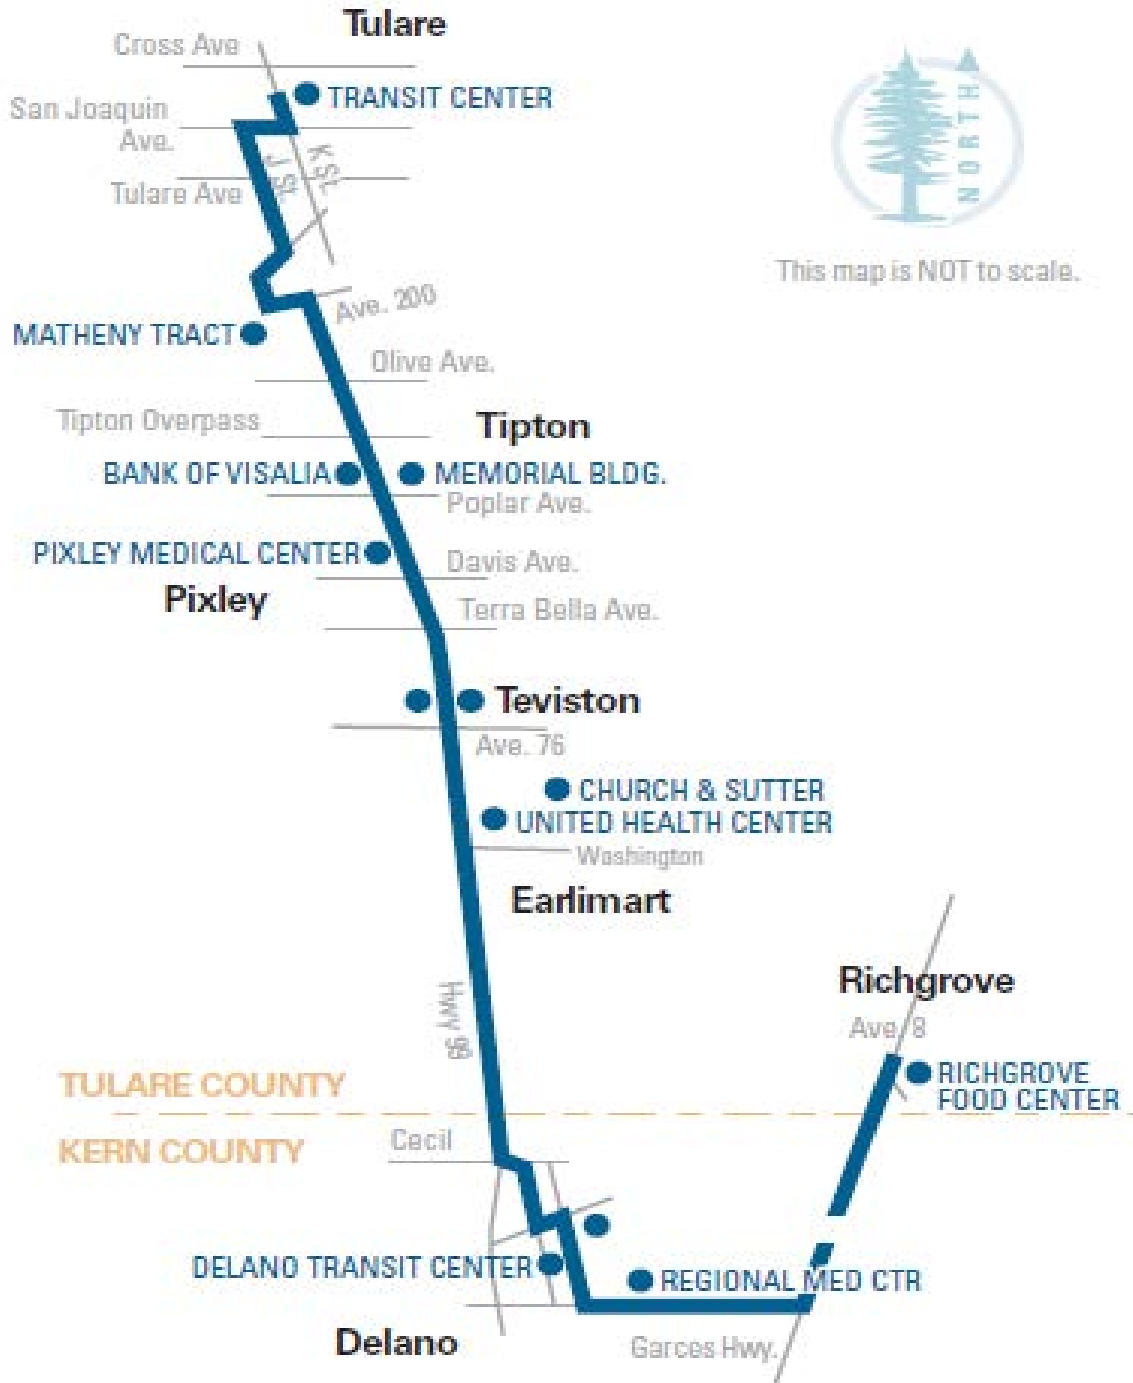 Tulare
Cross Ave
TRANSIT CENTER
San Joaquin
Ave.
J St.
K St.
Tulare Ave
NORTH
This map is NOT to scale.
Ave. 200
MATHENY TRACT
Olive Ave.
Tipton Overpass
Tipton
BANK OF VISALIA
MEMORIAL BLDG.
Poplar Ave.
PIXLEY MEDICAL CENTER
Davis Ave.
Pixley
Terra Bella Ave.
Teviston
Ave. 76
CHURCH & SUTTER
UNITED HEALTH CENTER
Washington
Earlimart
Richgrove
Hwy 99
Ave. 8
RICHGROVE
FOOD CENTER
TULARE COUNTY
KERN COUNTY
Cecil
DELANO TRANSIT CENTER
REGIONAL MED CTR
Delano
Garces Hwy.